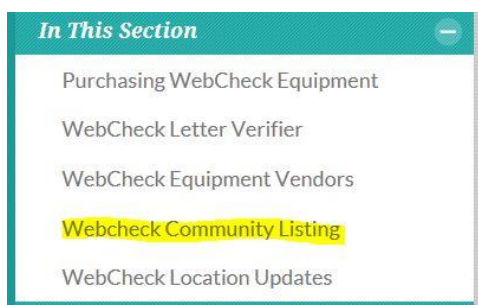 In This Section
Purchasing WebCheck Equipment
WebCheck Letter Verifier
WebCheck Equipment Vendors
Webcheck Community Listing
WebCheck Location Updates